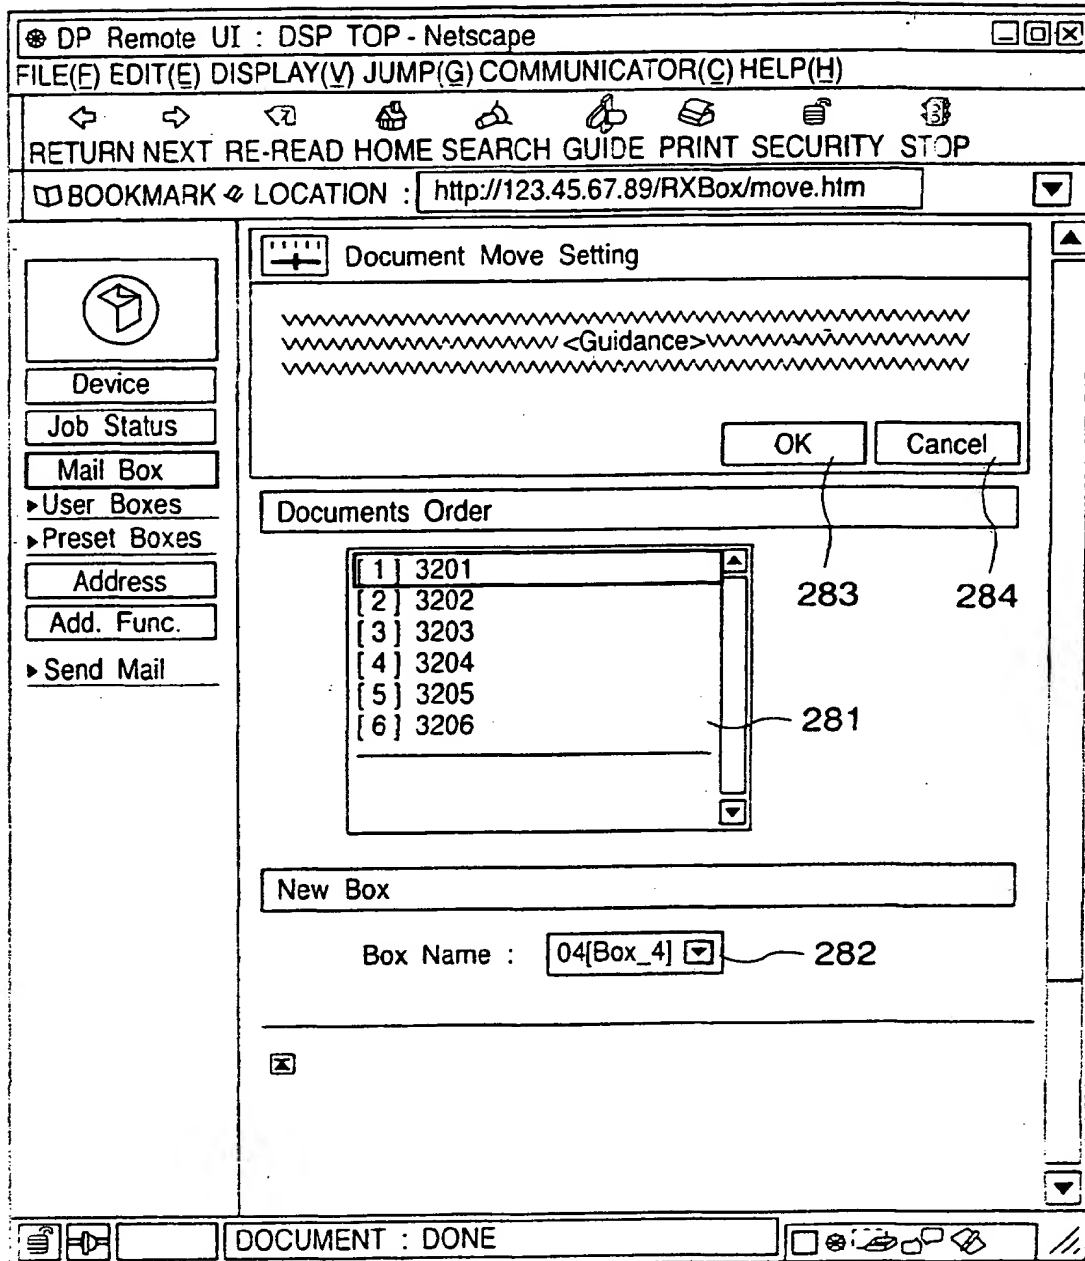 DP Remote UI : DSP TOP - Netscape
FILE(F) EDIT(E) DISPLAY(V) JUMP(G) COMMUNICATOR(C) HELP(H)
RETURN NEXT RE-READ HOME SEARCH GUIDE PRINT SECURITY STOP
BOOKMARK LOCATION : http://123.45.67.89/RXBox/move.htm
Device
Job Status
Mail Box
User Boxes
Preset Boxes
Address
Add. Func.
Send Mail
Document Move Setting
<Guidance>
OK Cancel
283 284
Documents Order
[1] 3201
[2] 3202
[3] 3203
[4] 3204
[5] 3205
[6] 3206
281
New Box
Box Name : 04[Box_4] 282
DOCUMENT : DONE